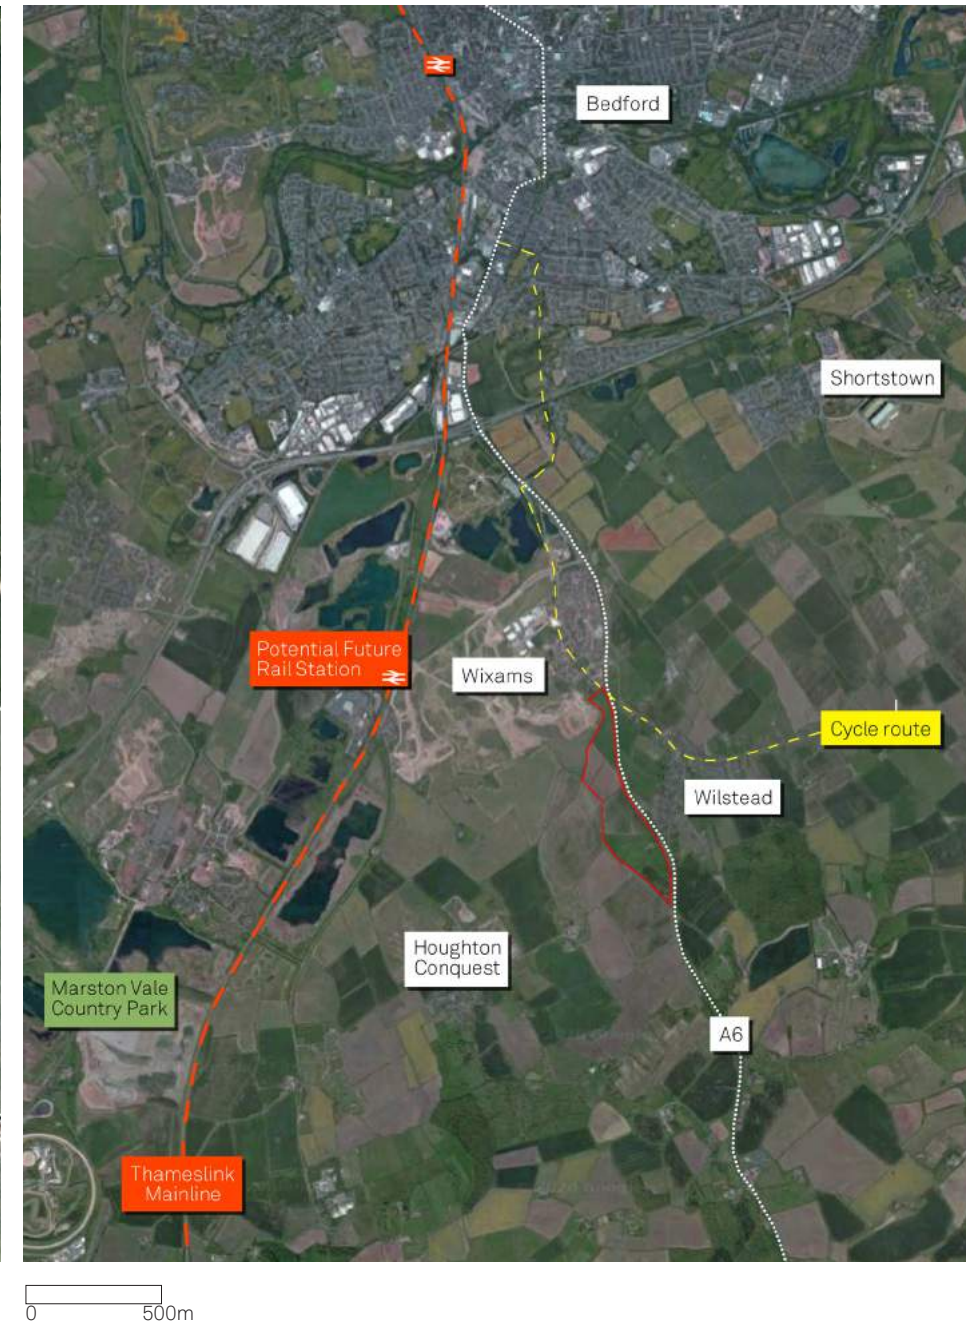 Bedford
Shortstown
Potential Future
Rail Station
Wixams
Cycle route
Wilstead
Houghton
Conquest
Marston Vale
Country Park
A6
Thameslink
Mainline
0
500m